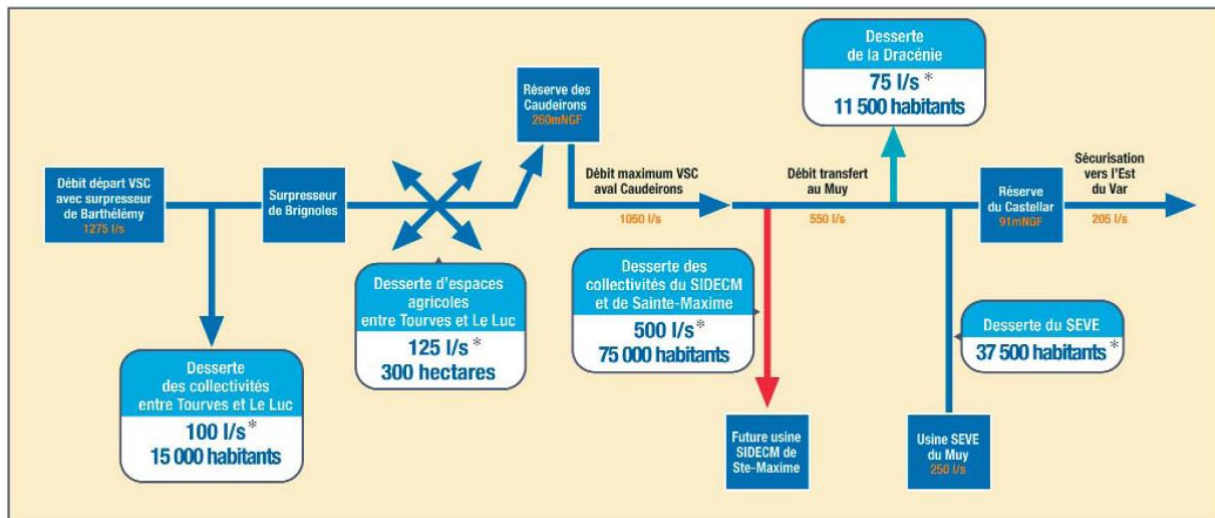 Débit départ VSC
avec surpresseur
de Barthélémy
1275 l/s
Desserte
des collectivités
entre Tourves et Le Luc
100 l/s*
15 000 habitants
Surpresseur
de Brignoles
Desserte d'espaces
agricoles
entre Tourves et Le Luc
125 l/s*
300 hectares
Réserve des
Caudeirons
260mNGF
Débit maximum VSC
aval Caudeirons
1050 l/s
Desserte des
collectivités du SIDECM
et de Sainte-Maxime
500 l/s*
75 000 habitants
Future usine
SIDECM de
Ste-Maxime
Débit transfert
au Muy
550 l/s
Desserte
de la Dracénie
75 l/s*
11 500 habitants
Desserte du SEVE
37 500 habitants*
Usine SEVE
du Muy
250 l/s
Réserve
du Castellar
91mNGF
Sécurisation
vers l'Est
du Var
205 l/s